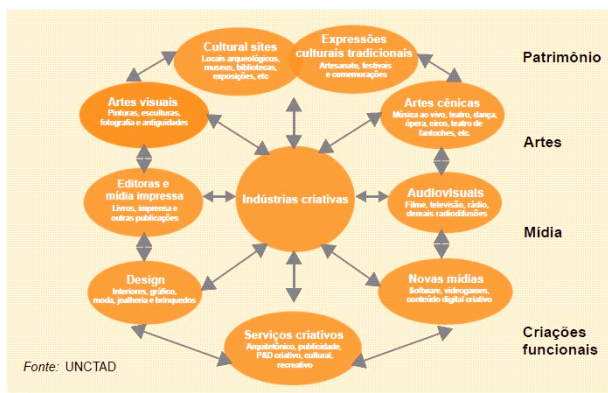 Cultural sites
Locais arqueológicos,
museus, bibliotecas,
exposições, etc
Expressões
culturais tradicionais
Artesanato, festivais
e comemorações
Patrimônio
Artes visuais
Pinturas, esculturas,
fotografia e antiguidades
Artes cênicas
Música ao vivo, teatro, dança,
ópera, circo, teatro de
fantoches, etc.
Artes
Editoras e
mídia impressa
Livros, imprensa e
outras publicações
Indústrias criativas
Audiovisuais
Filme, televisão, rádio,
demais radiodifusões
Mídia
Design
Interiores, gráfico,
moda, joalheria e brinquedos
Novas mídias
Software, videogames,
conteúdo digital criativo
Serviços criativos
Arquitetônico, publicidade,
P&D criativo, cultural,
recreativo
Criações
funcionais
Fonte: UNCTAD